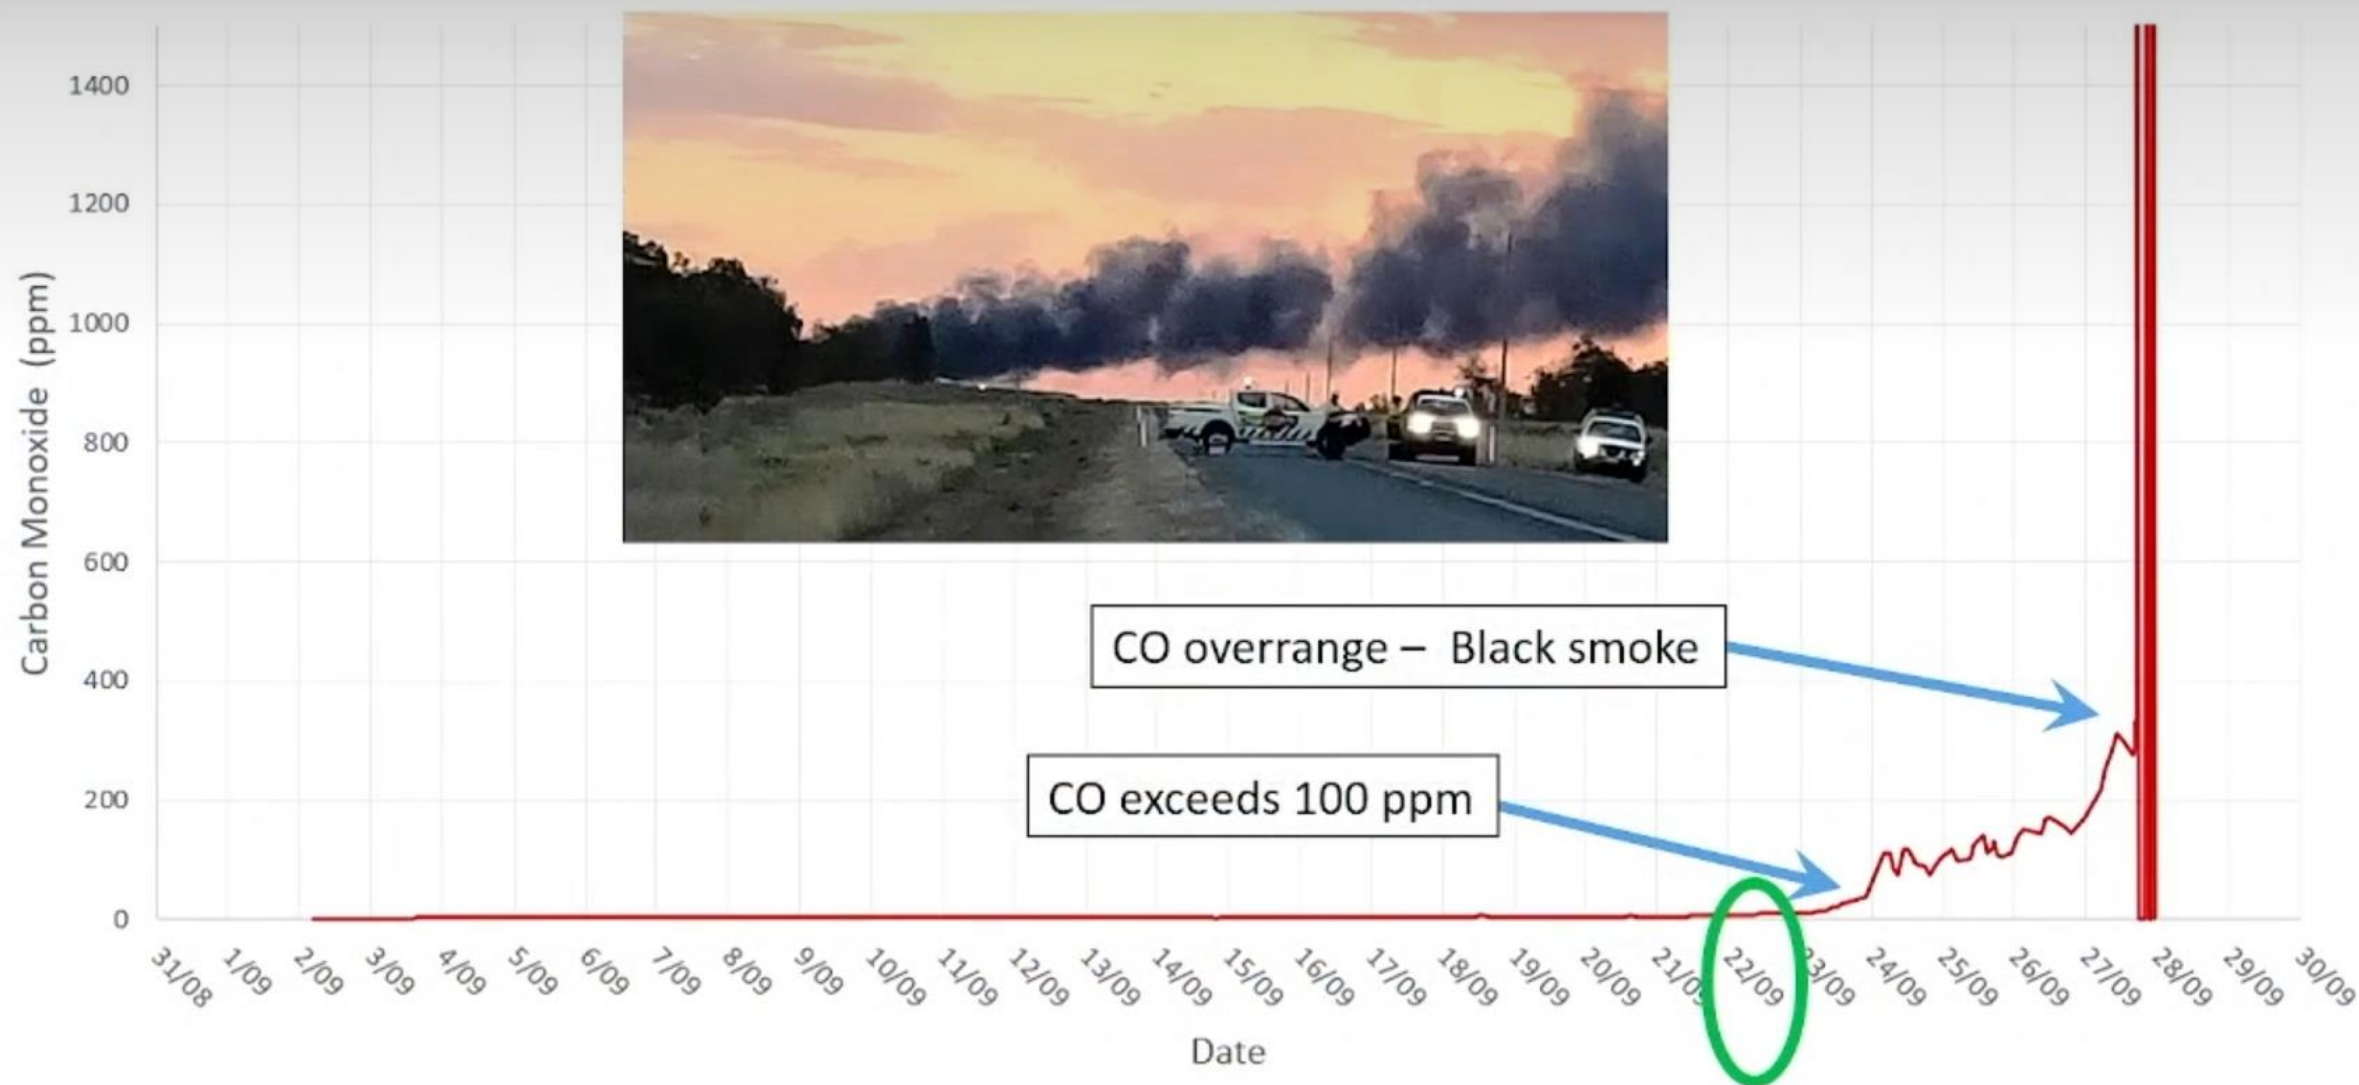 1400
1200
1000
800
600
400
200
0
Carbon Monoxide (ppm)
CO overrange – Black smoke
CO exceeds 100 ppm
31/08 1/09 2/09 3/09 4/09 5/09 6/09 7/09 8/09 9/09 10/09 11/09 12/09 13/09 14/09 15/09 16/09 17/09 18/09 19/09 20/09 21/09 22/09 23/09 24/09 25/09 26/09 27/09 28/09 29/09 30/09
Date